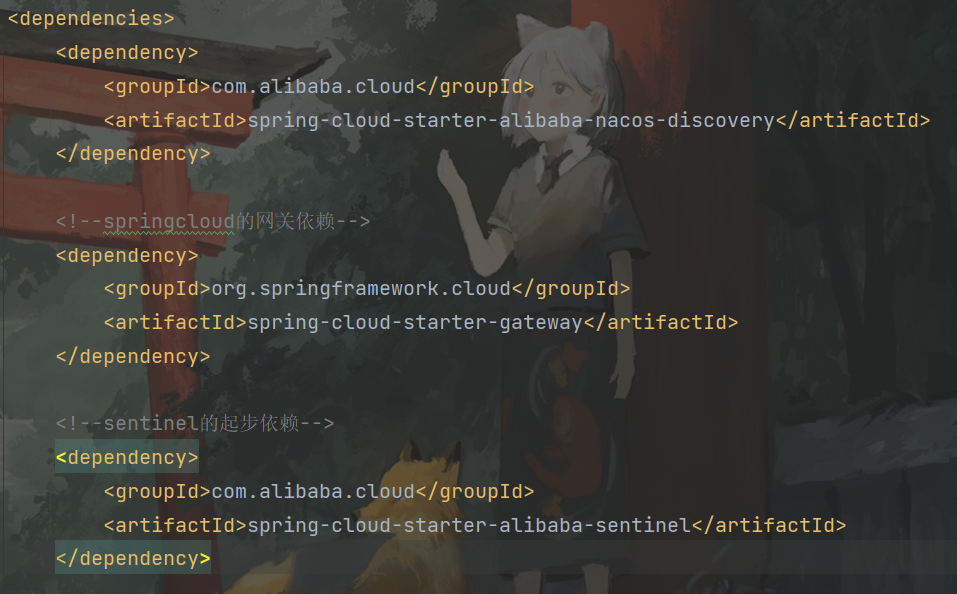 <dependencies>
<dependency>
<groupId>com.alibaba.cloud</groupId>
<artifactId>spring-cloud-starter-alibaba-nacos-discovery</artifactId>
</dependency>
<!--springcloud的网关依赖-->
<dependency>
<groupId>org.springframework.cloud</groupId>
<artifactId>spring-cloud-starter-gateway</artifactId>
</dependency>
<!--sentinel的起步依赖-->
<dependency>
<groupId>com.alibaba.cloud</groupId>
<artifactId>spring-cloud-starter-alibaba-sentinel</artifactId>
</dependency>